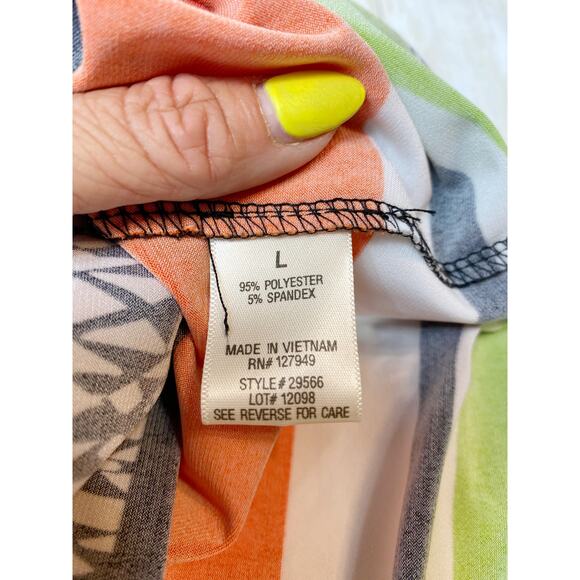 L
95% POLYESTER
5% SPANDEX
MADE IN VIETNAM
RN# 127949
STYLE# 29566
LOT# 12098
SEE REVERSE FOR CARE